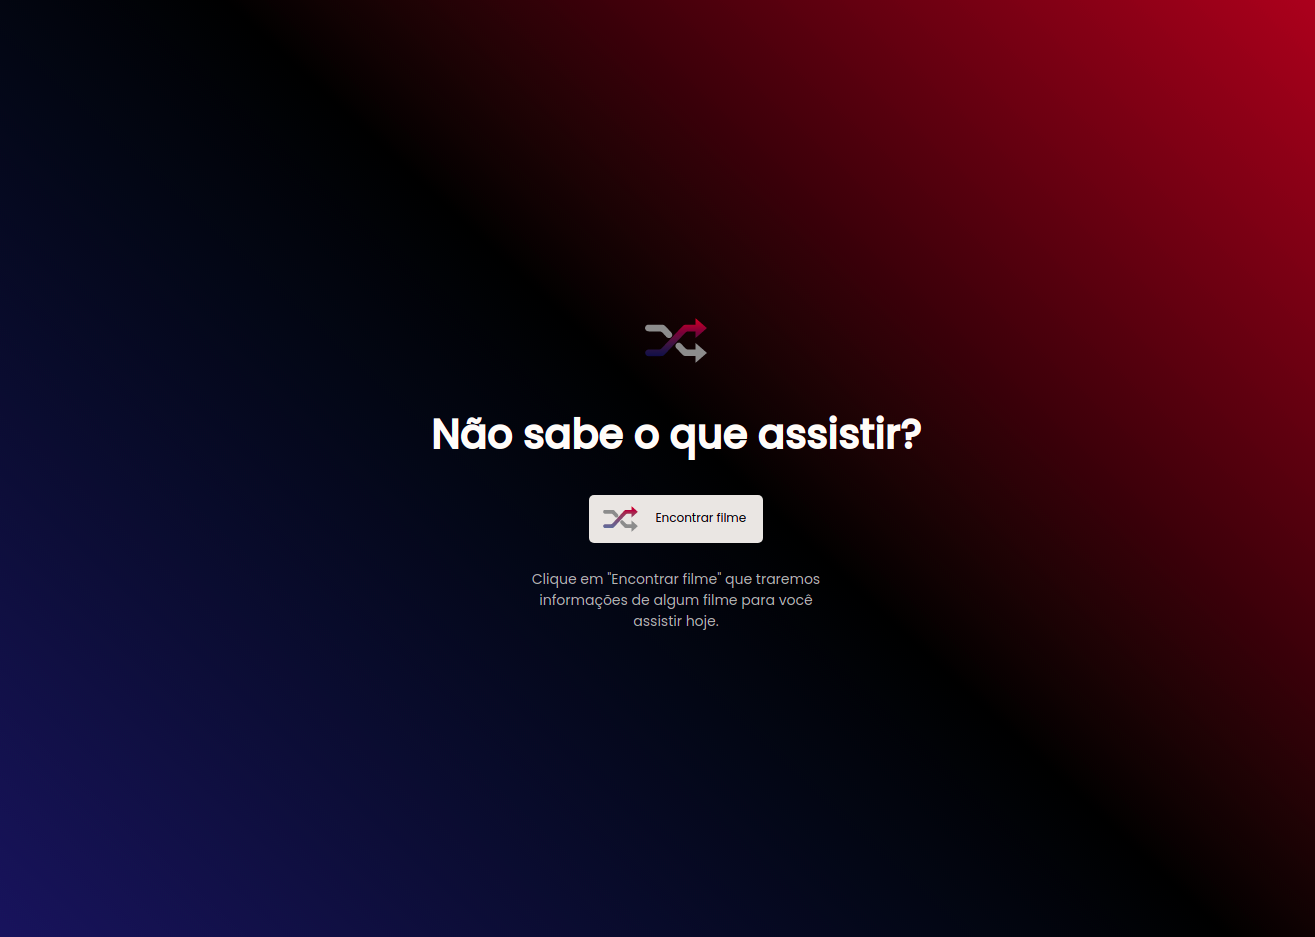 Não sabe o que assistir?
Encontrar filme
Clique em "Encontrar filme" que traremos
informações de algum filme para você
assistir hoje.